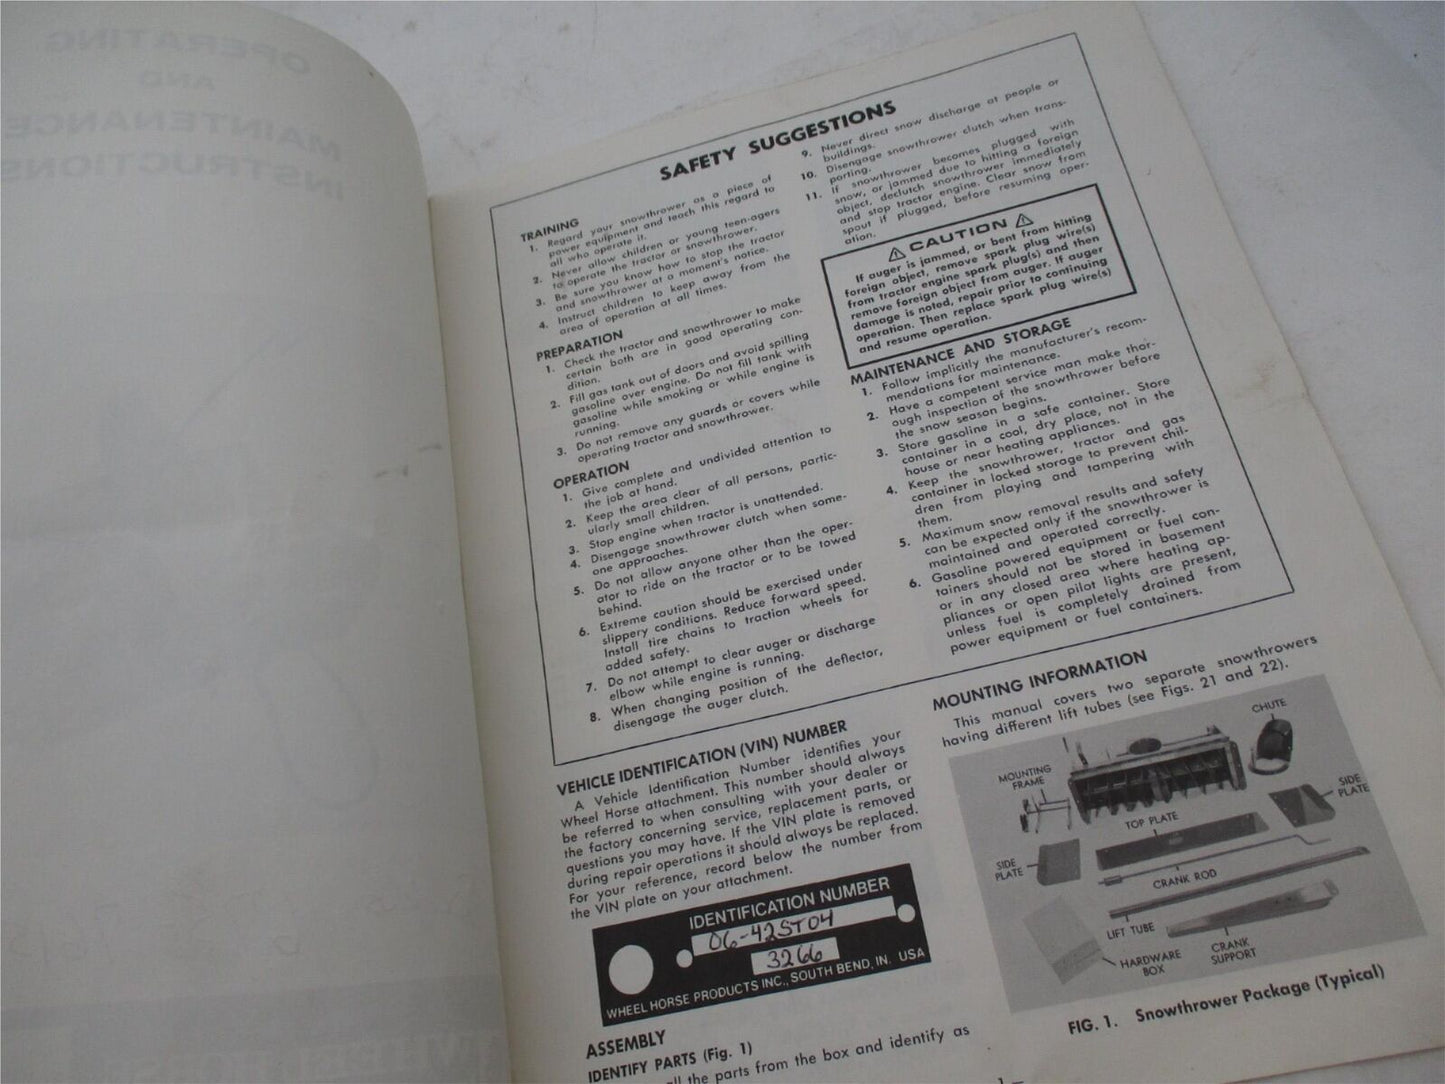 OPERATING
AND
MAINTENANCE
INSTRUCTIONS
SAFETY SUGGESTIONS
TRAINING
1. Regard your snowthrower as a piece of
power equipment and teach this regard to
all who operate it.
2. Never allow children or young teen-agers
to operate the tractor or snowthrower.
3. Be sure you know how to stop the tractor
and snowthrower at a moment's notice.
4. Instruct children to keep away from the
area of operation at all times.
PREPARATION
1. Check the tractor and snowthrower to make
certain both are in good operating con-
dition.
2. Fill gas tank out of doors and avoid spilling
gasoline over engine. Do not fill tank with
gasoline while smoking or while engine is
running.
3. Do not remove any guards or covers while
operating tractor and snowthrower.
OPERATION
1. Give complete and undivided attention to
the job at hand.
2. Keep the area clear of all persons, partic-
ularly small children.
3. Stop engine when tractor is unattended.
4. Disengage snowthrower clutch when some-
one approaches.
5. Do not allow anyone other than the oper-
ator to ride on the tractor or to be towed
behind.
6. Extreme caution should be exercised under
slippery conditions. Reduce forward speed.
Install tire chains to traction wheels for
added safety.
7. Do not attempt to clear auger or discharge
elbow while engine is running.
8. When changing position of the deflector,
disengage the auger clutch.
9. Never direct snow discharge at people or
buildings.
10. Disengage snowthrower clutch when trans-
porting.
11. If snowthrower becomes plugged with
snow, or jammed due to hitting a foreign
object, declutch snowthrower immediately
and stop tractor engine. Clear snow from
spout if plugged, before resuming oper-
ation.
CAUTION
If auger is jammed, or bent from hitting
foreign object, remove spark plug wire(s)
from tractor engine spark plug(s) and then
remove foreign object from auger. If auger
damage is noted, repair prior to continuing
operation. Then replace spark plug wire(s)
and resume operation.
MAINTENANCE AND STORAGE
1. Follow implicitly the manufacturer's recom-
mendations for maintenance.
2. Have a competent service man make thor-
ough inspection of the snowthrower before
the snow season begins.
3. Store gasoline in a safe container. Store
container in a cool, dry place, not in the
house or near heating appliances.
4. Keep the snowthrower, tractor and gas
container in locked storage to prevent chil-
dren from playing and tampering with
them.
5. Maximum snow removal results and safety
can be expected only if the snowthrower is
maintained and operated correctly.
6. Gasoline powered equipment or fuel con-
tainers should not be stored in basement
or in any closed area where heating ap-
pliances or open pilot lights are present,
unless fuel is completely drained from
power equipment or fuel containers.
VEHICLE IDENTIFICATION (VIN) NUMBER
A Vehicle Identification Number identifies your
Wheel Horse attachment. This number should always
be referred to when consulting with your dealer or
the factory concerning service, replacement parts, or
questions you may have. If the VIN plate is removed
during repair operations it should always be replaced.
For your reference, record below the number from
the VIN plate on your attachment.
IDENTIFICATION NUMBER
06-42ST04
3266
WHEEL HORSE PRODUCTS INC., SOUTH BEND, IN. USA
ASSEMBLY
IDENTIFY PARTS (Fig. 1)
all the parts from the box and identify as
MOUNTING INFORMATION
This manual covers two separate snowthrowers
having different lift tubes (see Figs. 21 and 22).
CHUTE
MOUNTING
FRAME
SIDE
PLATE
TOP PLATE
SIDE
PLATE
CRANK ROD
LIFT TUBE
CRANK
SUPPORT
HARDWARE
BOX
FIG. 1. Snowthrower Package (Typical)
1 —